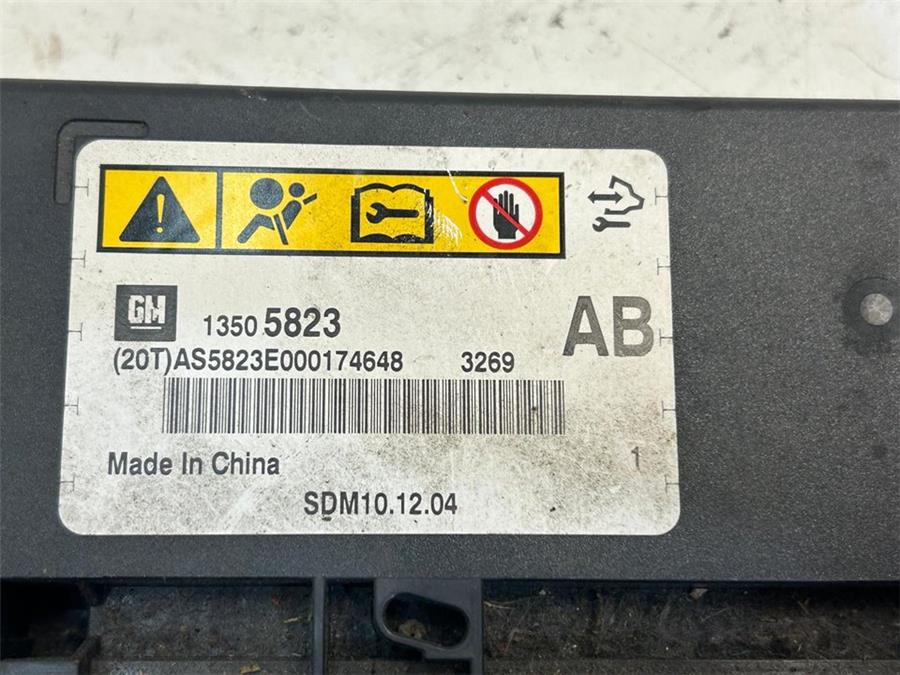 GM 1350 5823 AB
(20T)AS5823E000174648 3269
Made In China 1
SDM10.12.04